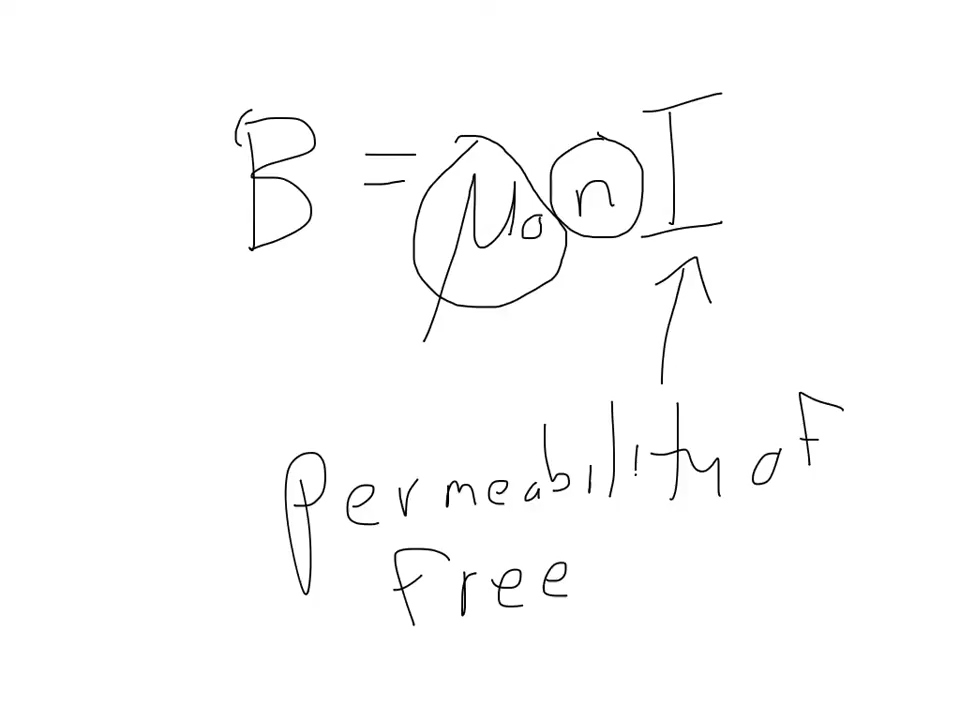 B = μ₀ n I
permeability of
free